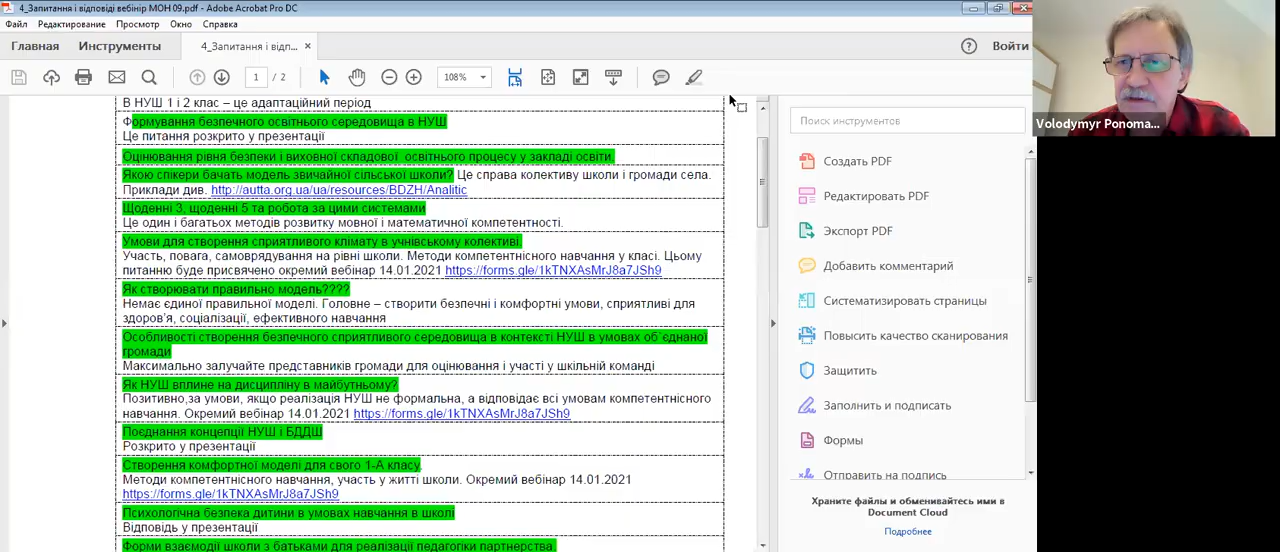 4_Запитання і відповіді вебінар МОН 09.pdf - Adobe Acrobat Pro DC
Файл Редактирование Просмотр Окно Справка
Главная Инструменты 4_Запитання і відп... × Войти
1 / 2 108%
В НУШ 1 і 2 клас – це адаптаційний період
Формування безпечного освітнього середовища в НУШ
Це питання розкрито у презентації
Оцінювання рівня безпеки і виховної складової освітнього процесу у закладі освіти.
Якою спікери бачать модель звичайної сільської школи? Це справа колективу школи і громади села.
Приклади див. http://autta.org.ua/ua/resources/BDZH/Analitic
Щоденні 3, щоденні 5 та робота за цими системами
Це один і багатьох методів розвитку мовної і математичної компетентності.
Умови для створення сприятливого клімату в учнівському колективі.
Участь, повага, самоврядування на рівні школи. Методи компетентнісного навчання у класі. Цьому
питанню буде присвячено окремий вебінар 14.01.2021 https://forms.gle/1kTNXAsMrJ8a7JSh9
Як створювати правильно модель????
Немає єдиної правильної моделі. Головне – створити безпечні і комфортні умови, сприятливі для
здоров'я, соціалізації, ефективного навчання
Особливості створення безпечного сприятливого середовища в контексті НУШ в умовах об`єднаної
громади
Максимально залучайте представників громади для оцінювання і участі у шкільній команді
Як НУШ вплине на дисципліну в майбутньому?
Позитивно,за умови, якщо реалізація НУШ не формальна, а відповідає всі умовам компетентнісного
навчання. Окремий вебінар 14.01.2021 https://forms.gle/1kTNXAsMrJ8a7JSh9
Поєднання концепції НУШ і БДДШ
Розкрито у презентації
Створення комфортної моделі для свого 1-А класу.
Методи компетентнісного навчання, участь у житті школи. Окремий вебінар 14.01.2021
https://forms.gle/1kTNXAsMrJ8a7JSh9
Психологічна безпека дитини в умовах навчання в школі
Відповідь у презентації
Форми взаємодії школи з батьками для реалізації педагогіки партнерства.
Поиск инструментов
Создать PDF
Редактировать PDF
Экспорт PDF
Добавить комментарий
Систематизировать страницы
Повысить качество сканирования
Защитить
Заполнить и подписать
Формы
Отправить на подпись
Храните файлы и обменивайтесь ими в
Document Cloud
Подробнее
Volodymyr Ponoma...